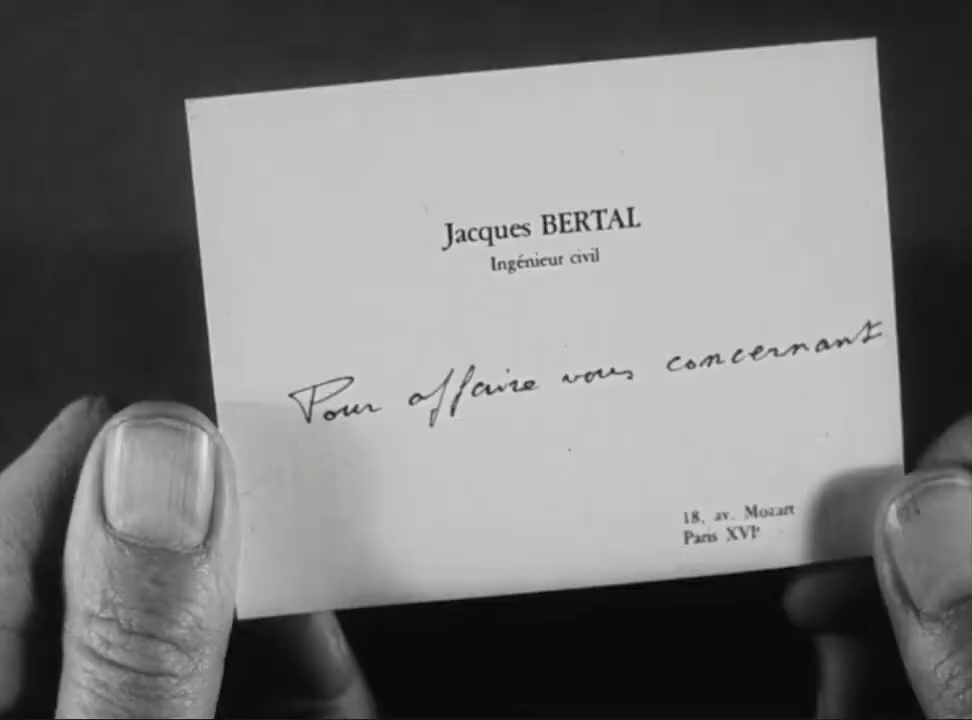 Jacques BERTAL
Ingénieur civil
Pour affaire vous concernant
18, av. Mozart
Paris XVIᵉ